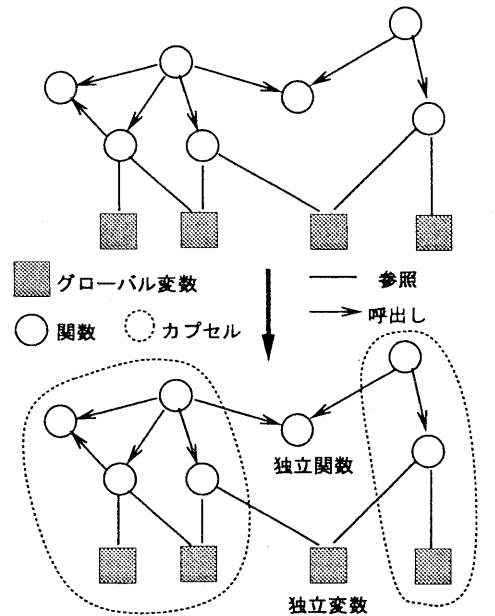 グローバル変数
参照
関数
カプセル
呼出し
独立関数
独立変数